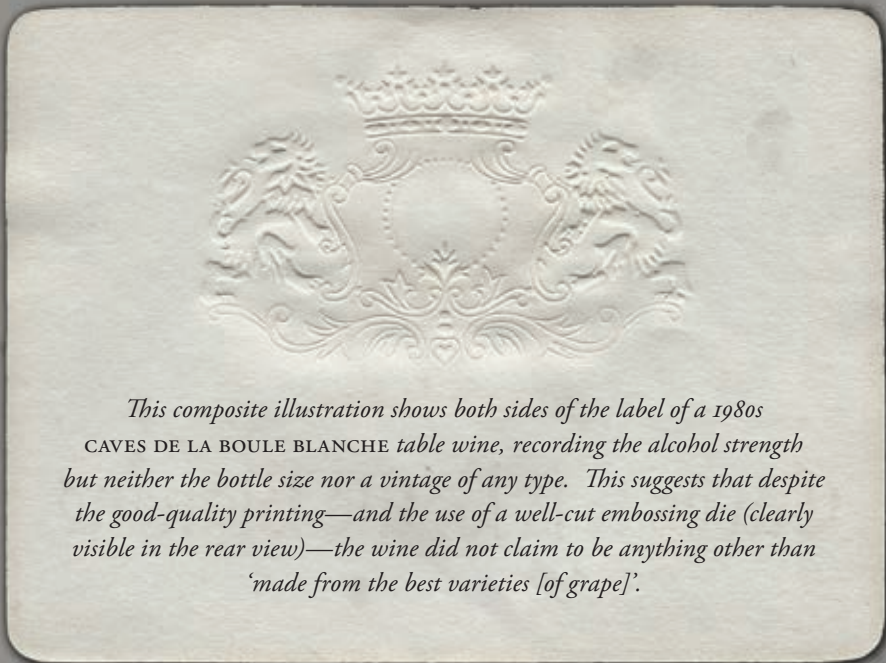 This composite illustration shows both sides of the label of a 1980s
CAVES DE LA BOULE BLANCHE table wine, recording the alcohol strength
but neither the bottle size nor a vintage of any type.  This suggests that despite
the good-quality printing—and the use of a well-cut embossing die (clearly
visible in the rear view)—the wine did not claim to be anything other than
‘made from the best varieties [of grape]’.